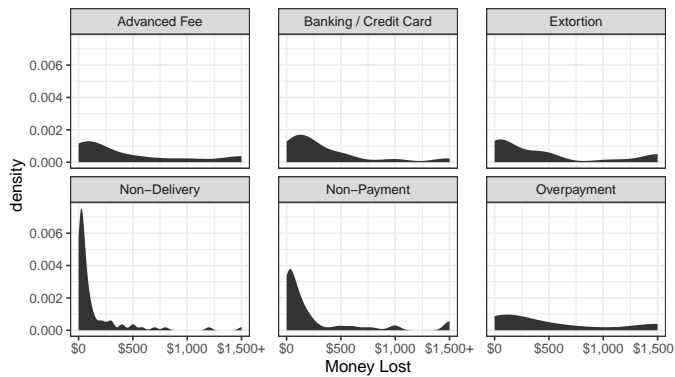 Advanced Fee Banking / Credit Card Extortion
0.006
0.004
0.002
0.000
density
Non−Delivery Non−Payment Overpayment
0.006
0.004
0.002
0.000
$0 $500 $1,000 $1,500+ $0 $500 $1,000 $1,500+ $0 $500 $1,000 $1,500+
Money Lost